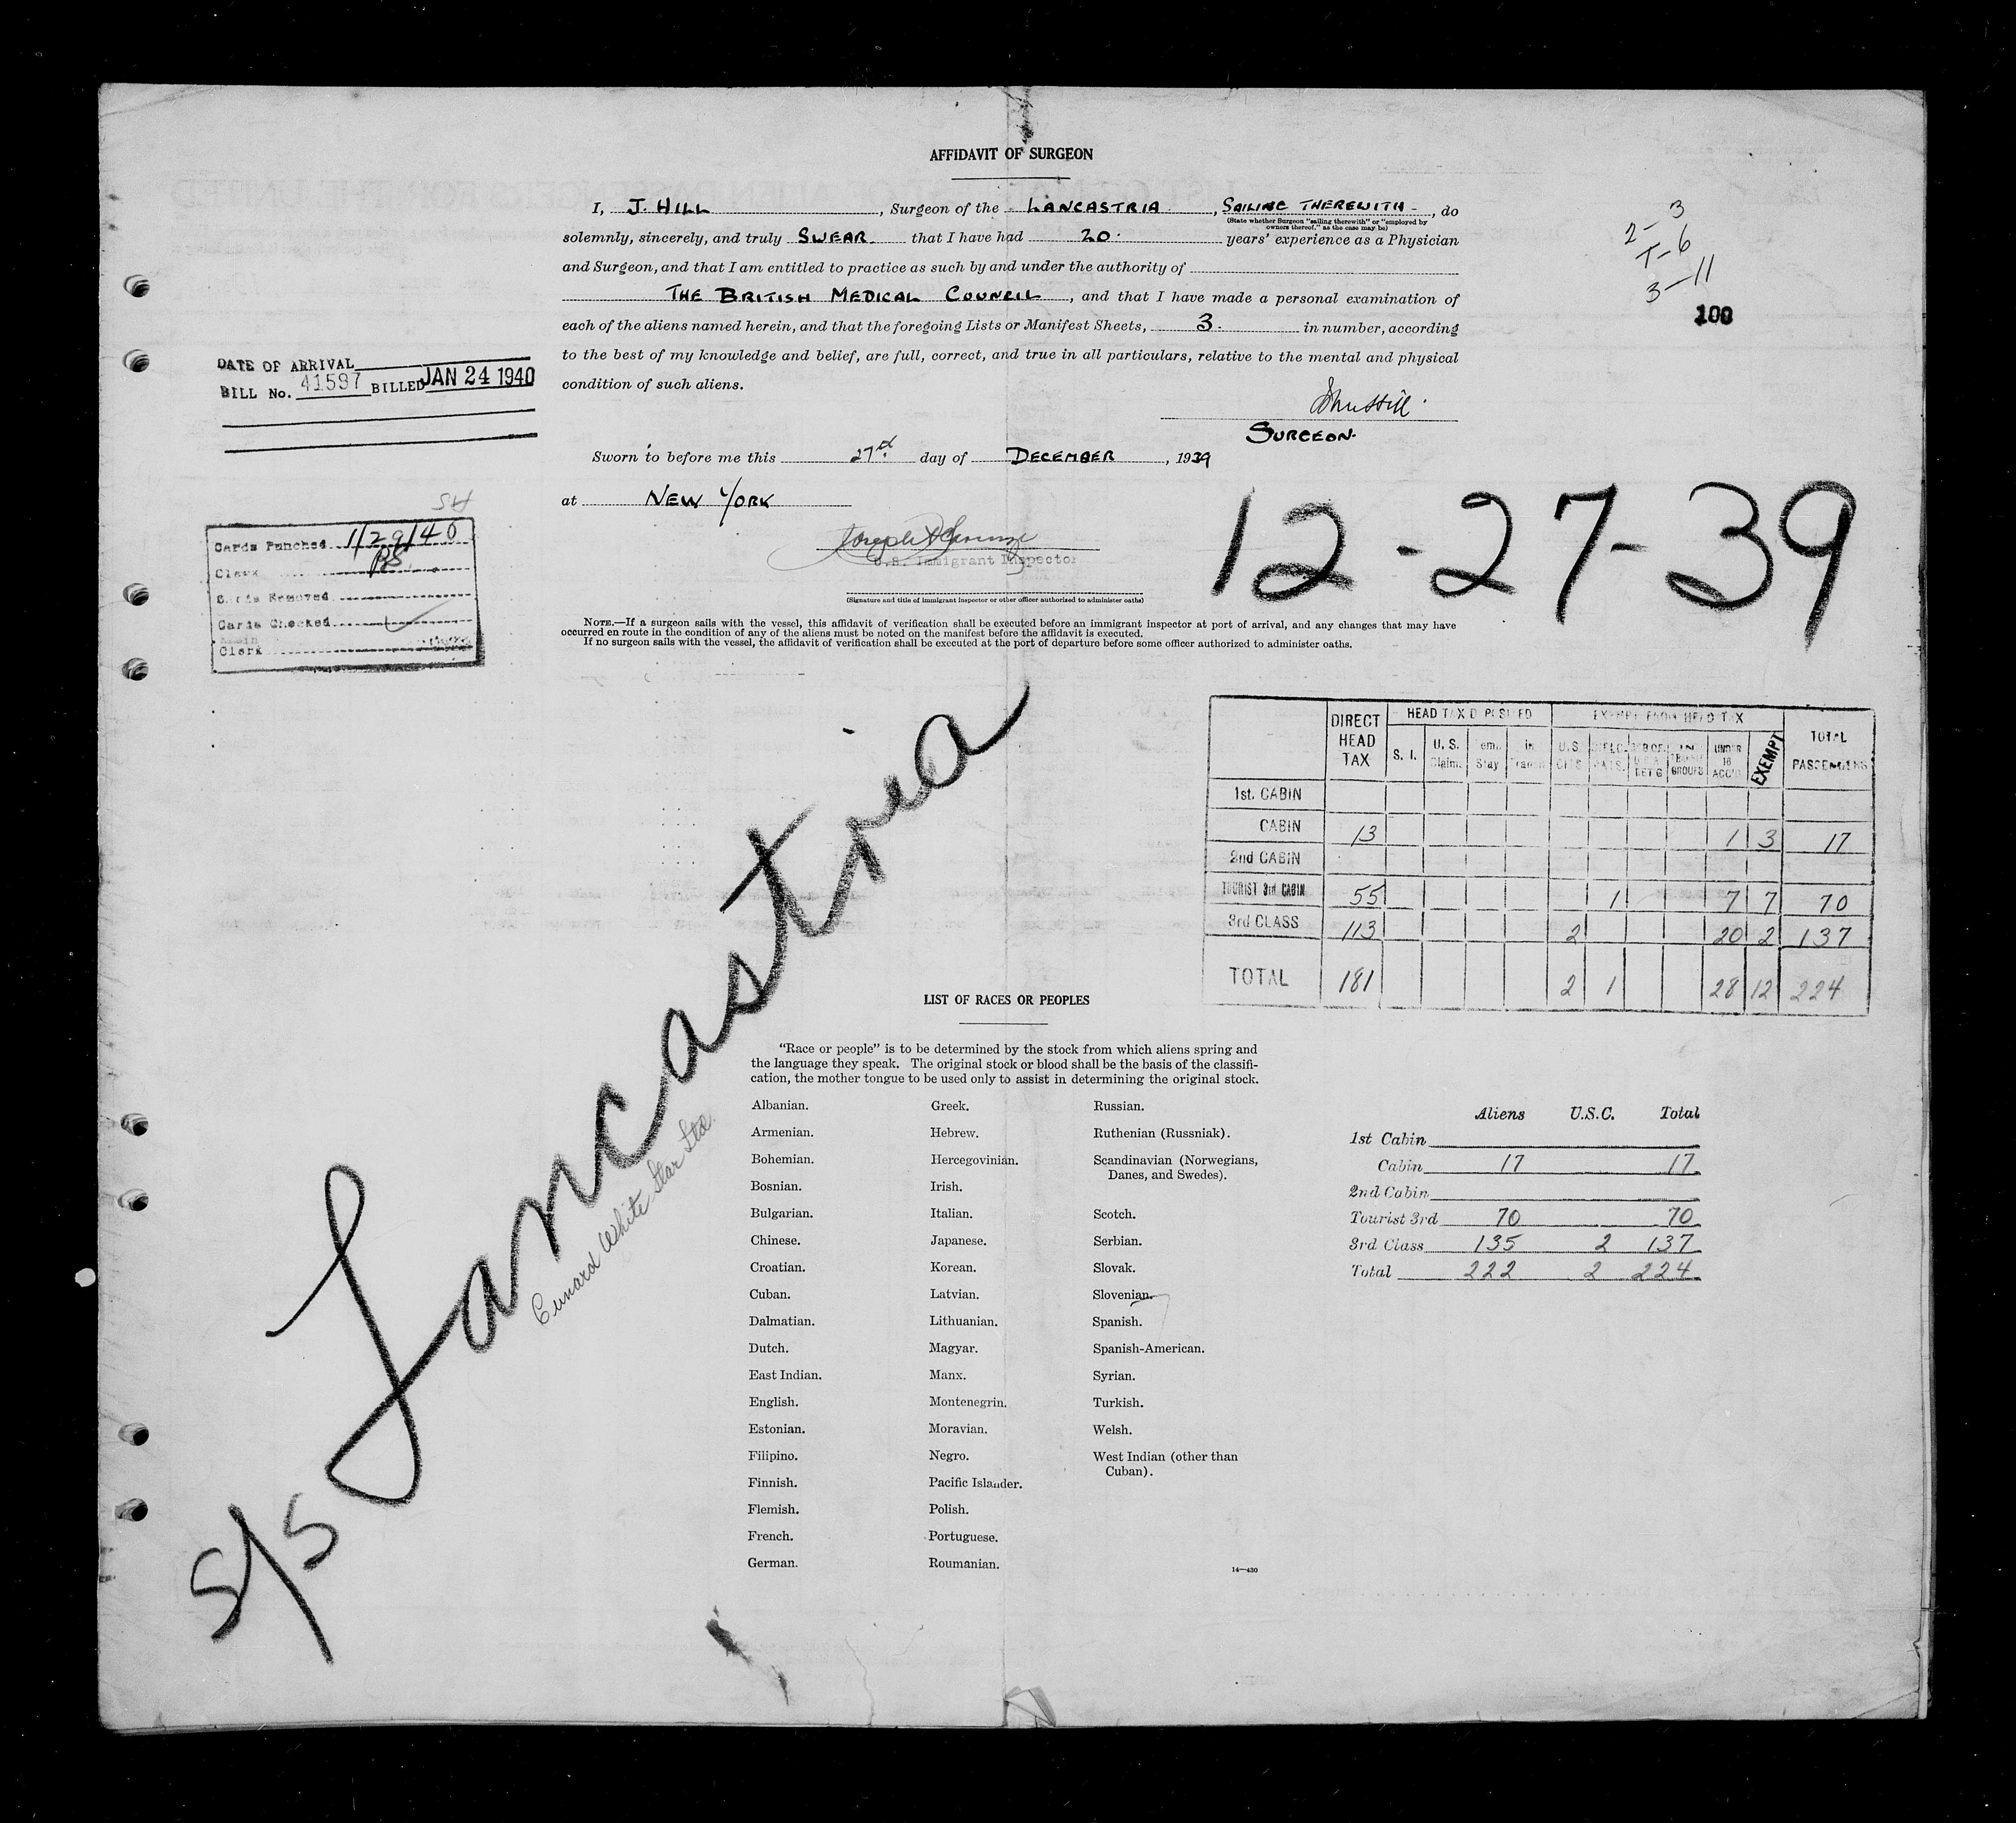 AFFIDAVIT OF SURGEON
I, J. HILL, Surgeon of the LANCASTRIA, SAILING THEREWITH, do
(State whether Surgeon "sailing therewith" or "employed by
owners thereof," as the case may be)
solemnly, sincerely, and truly SWEAR that I have had 20 years' experience as a Physician
and Surgeon, and that I am entitled to practice as such by and under the authority of
THE BRITISH MEDICAL COUNCIL, and that I have made a personal examination of
each of the aliens named herein, and that the foregoing Lists or Manifest Sheets, 3. in number, according
to the best of my knowledge and belief, are full, correct, and true in all particulars, relative to the mental and physical
condition of such aliens.
SURGEON.
Sworn to before me this 27th day of DECEMBER, 1939
at NEW YORK
U.S. Immigrant Inspector
(Signature and title of immigrant inspector or other officer authorized to administer oaths)
NOTE.—If a surgeon sails with the vessel, this affidavit of verification shall be executed before an immigrant inspector at port of arrival, and any changes that may have
occurred en route in the condition of any of the aliens must be noted on the manifest before the affidavit is executed.
If no surgeon sails with the vessel, the affidavit of verification shall be executed at the port of departure before some officer authorized to administer oaths.
2-3
T-6
3-11
100
DATE OF ARRIVAL
BILL No. 41597 BILLED JAN 24 1940
Cards Punched 1/29/40
Clerk
Cards Removed
Cards Checked
Clerk
12-27-39
DIRECT HEAD TAX HEAD TAX DEPOSITED EXEMPT FROM HEAD TAX TOTAL PASSENGERS
S. I. U. S. Claim. Tem. Stay In Transit U.S. CITS UNDER 16 ACC'D EXEMPT
1st. CABIN
CABIN 13 1 3 17
2nd CABIN
TOURIST 3rd CABIN 55 1 7 7 70
3rd CLASS 113 2 20 2 137
TOTAL 181 2 1 28 12 224
S/S Lancastria
Cunard White Star Ltd.
LIST OF RACES OR PEOPLES
"Race or people" is to be determined by the stock from which aliens spring and
the language they speak. The original stock or blood shall be the basis of the classifi-
cation, the mother tongue to be used only to assist in determining the original stock.
Albanian.
Armenian.
Bohemian.
Bosnian.
Bulgarian.
Chinese.
Croatian.
Cuban.
Dalmatian.
Dutch.
East Indian.
English.
Estonian.
Filipino.
Finnish.
Flemish.
French.
German.
Greek.
Hebrew.
Hercegovinian.
Irish.
Italian.
Japanese.
Korean.
Latvian.
Lithuanian.
Magyar.
Manx.
Montenegrin.
Moravian.
Negro.
Pacific Islander.
Polish.
Portuguese.
Roumanian.
Russian.
Ruthenian (Russniak).
Scandinavian (Norwegians,
Danes, and Swedes).
Scotch.
Serbian.
Slovak.
Slovenian.
Spanish.
Spanish-American.
Syrian.
Turkish.
Welsh.
West Indian (other than
Cuban).
14—430
Aliens U.S.C. Total
1st Cabin
Cabin 17 17
2nd Cabin
Tourist 3rd 70 70
3rd Class 135 2 137
Total 222 2 224